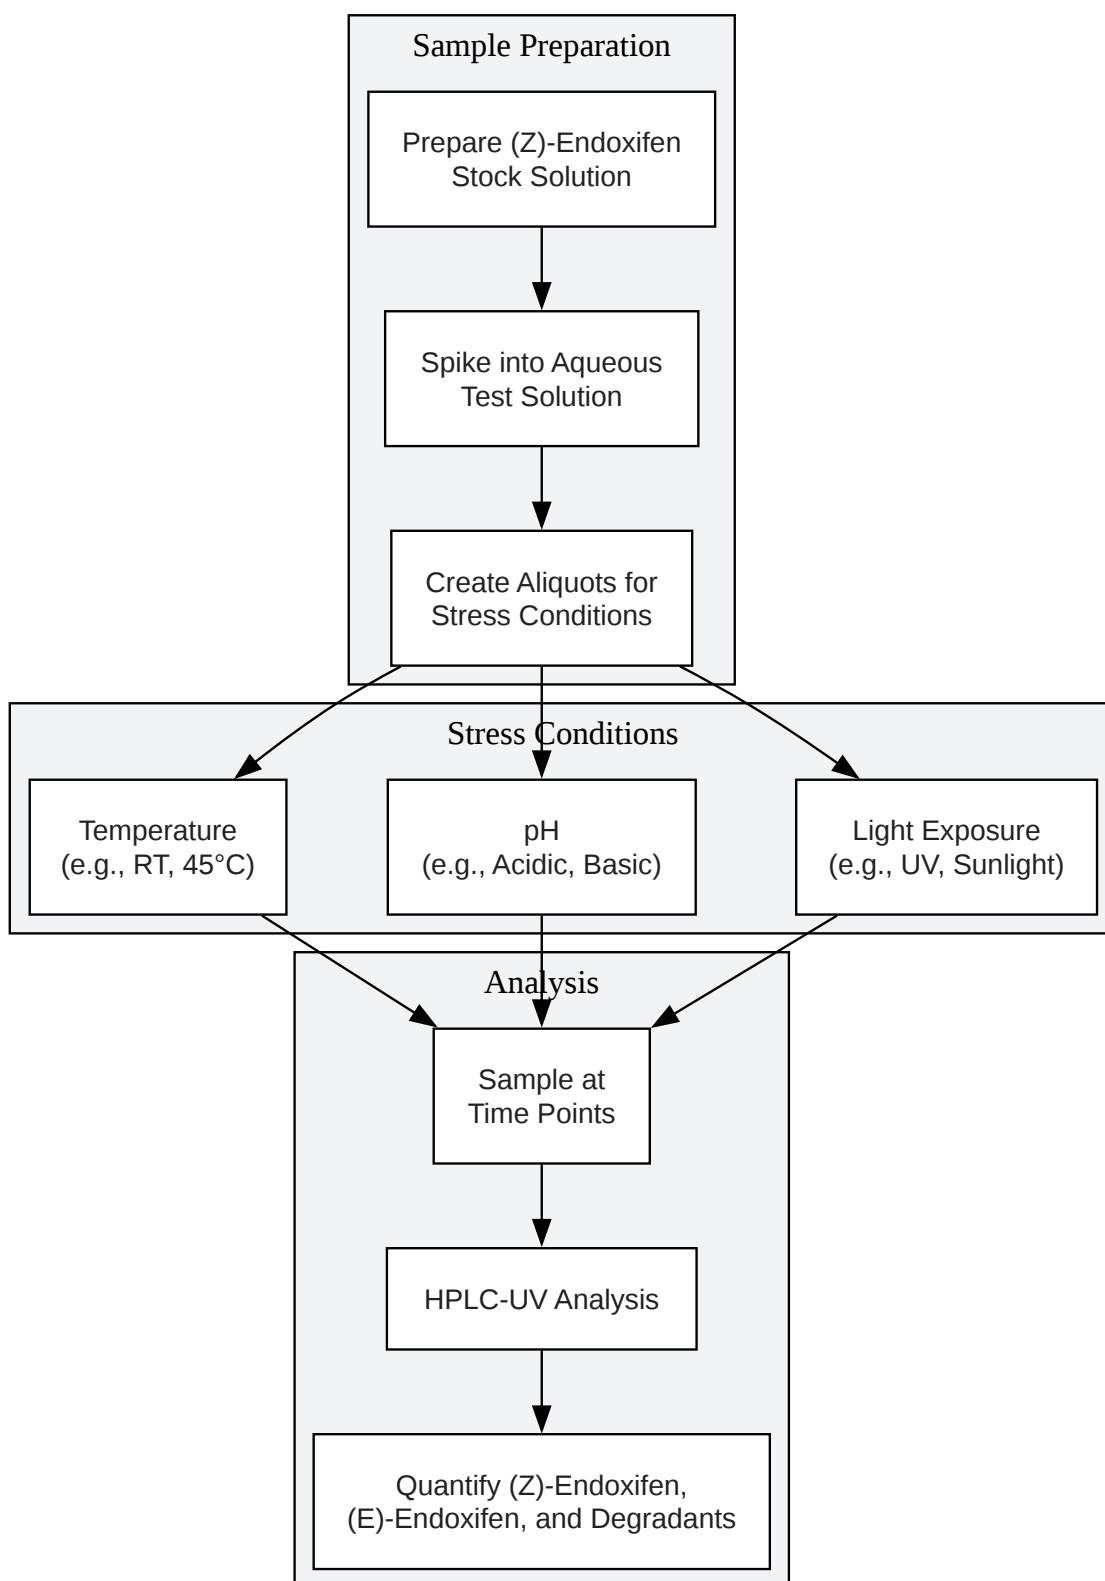 Sample Preparation
Prepare (Z)-Endoxifen
Stock Solution
Spike into Aqueous
Test Solution
Create Aliquots for
Stress Conditions
Stress Conditions
Temperature
(e.g., RT, 45°C)
pH
(e.g., Acidic, Basic)
Light Exposure
(e.g., UV, Sunlight)
Analysis
Sample at
Time Points
HPLC-UV Analysis
Quantify (Z)-Endoxifen,
(E)-Endoxifen, and Degradants